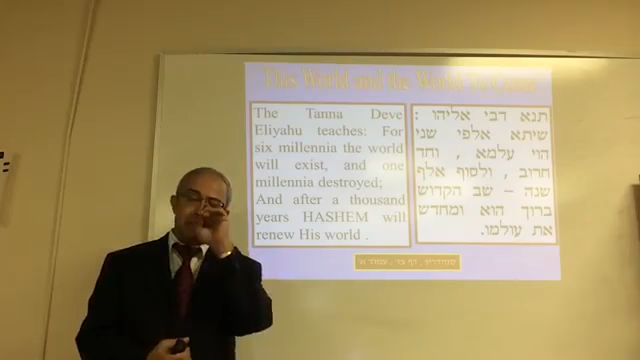 This World and the World To Come
The Tanna Deve
Eliyahu teaches: For
six millennia the world
will exist, and one
millennia destroyed;
And after a thousand
years HASHEM will
renew His world .
תנא דבי אליהו :
שיתא אלפי שני
הוי עלמא , וחד
חרוב , ולסוף אלף
שנה – שב הקדוש
ברוך הוא ומחדש
את עולמו.
סנהדרין , דף